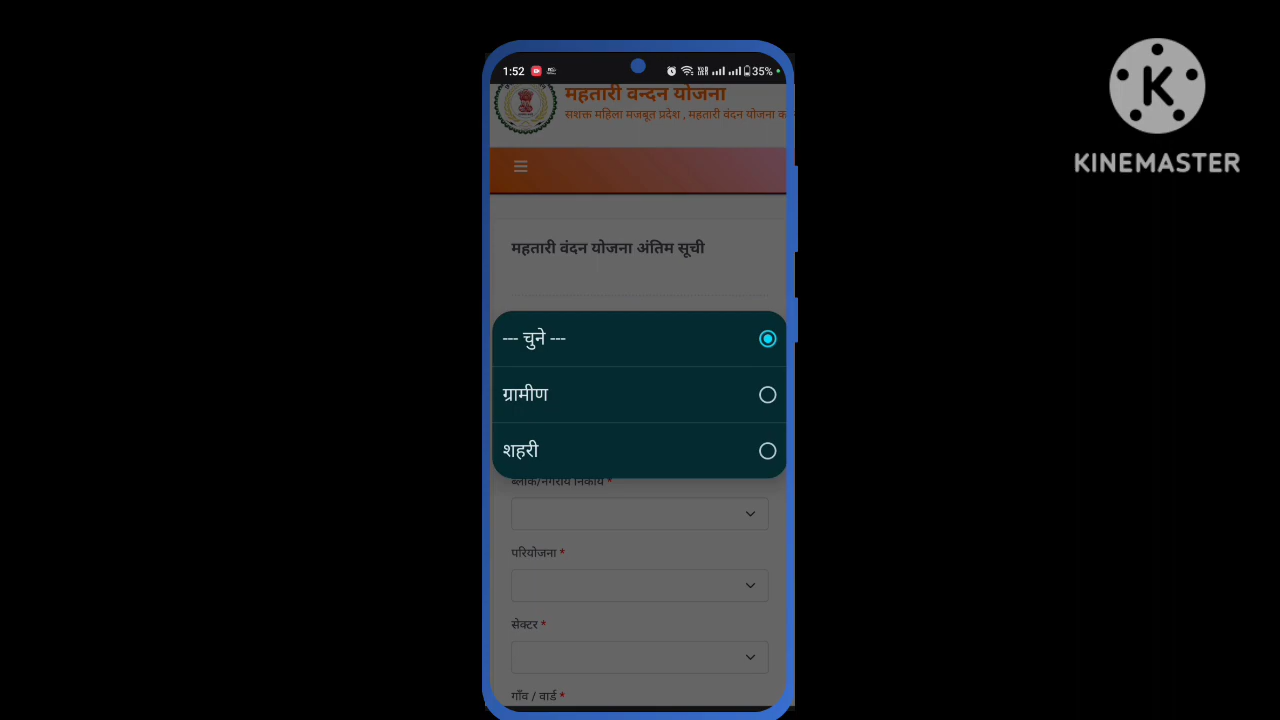 1:52
35%
महतारी वन्दन योजना
सशक्त महिला मजबूत प्रदेश , महतारी वंदन योजना
KINEMASTER
महतारी वंदन योजना अंतिम सूची
--- चुने ---
ग्रामीण
शहरी
ब्लॉक/नगरीय निकाय *
परियोजना *
सेक्टर *
गाँव / वार्ड *